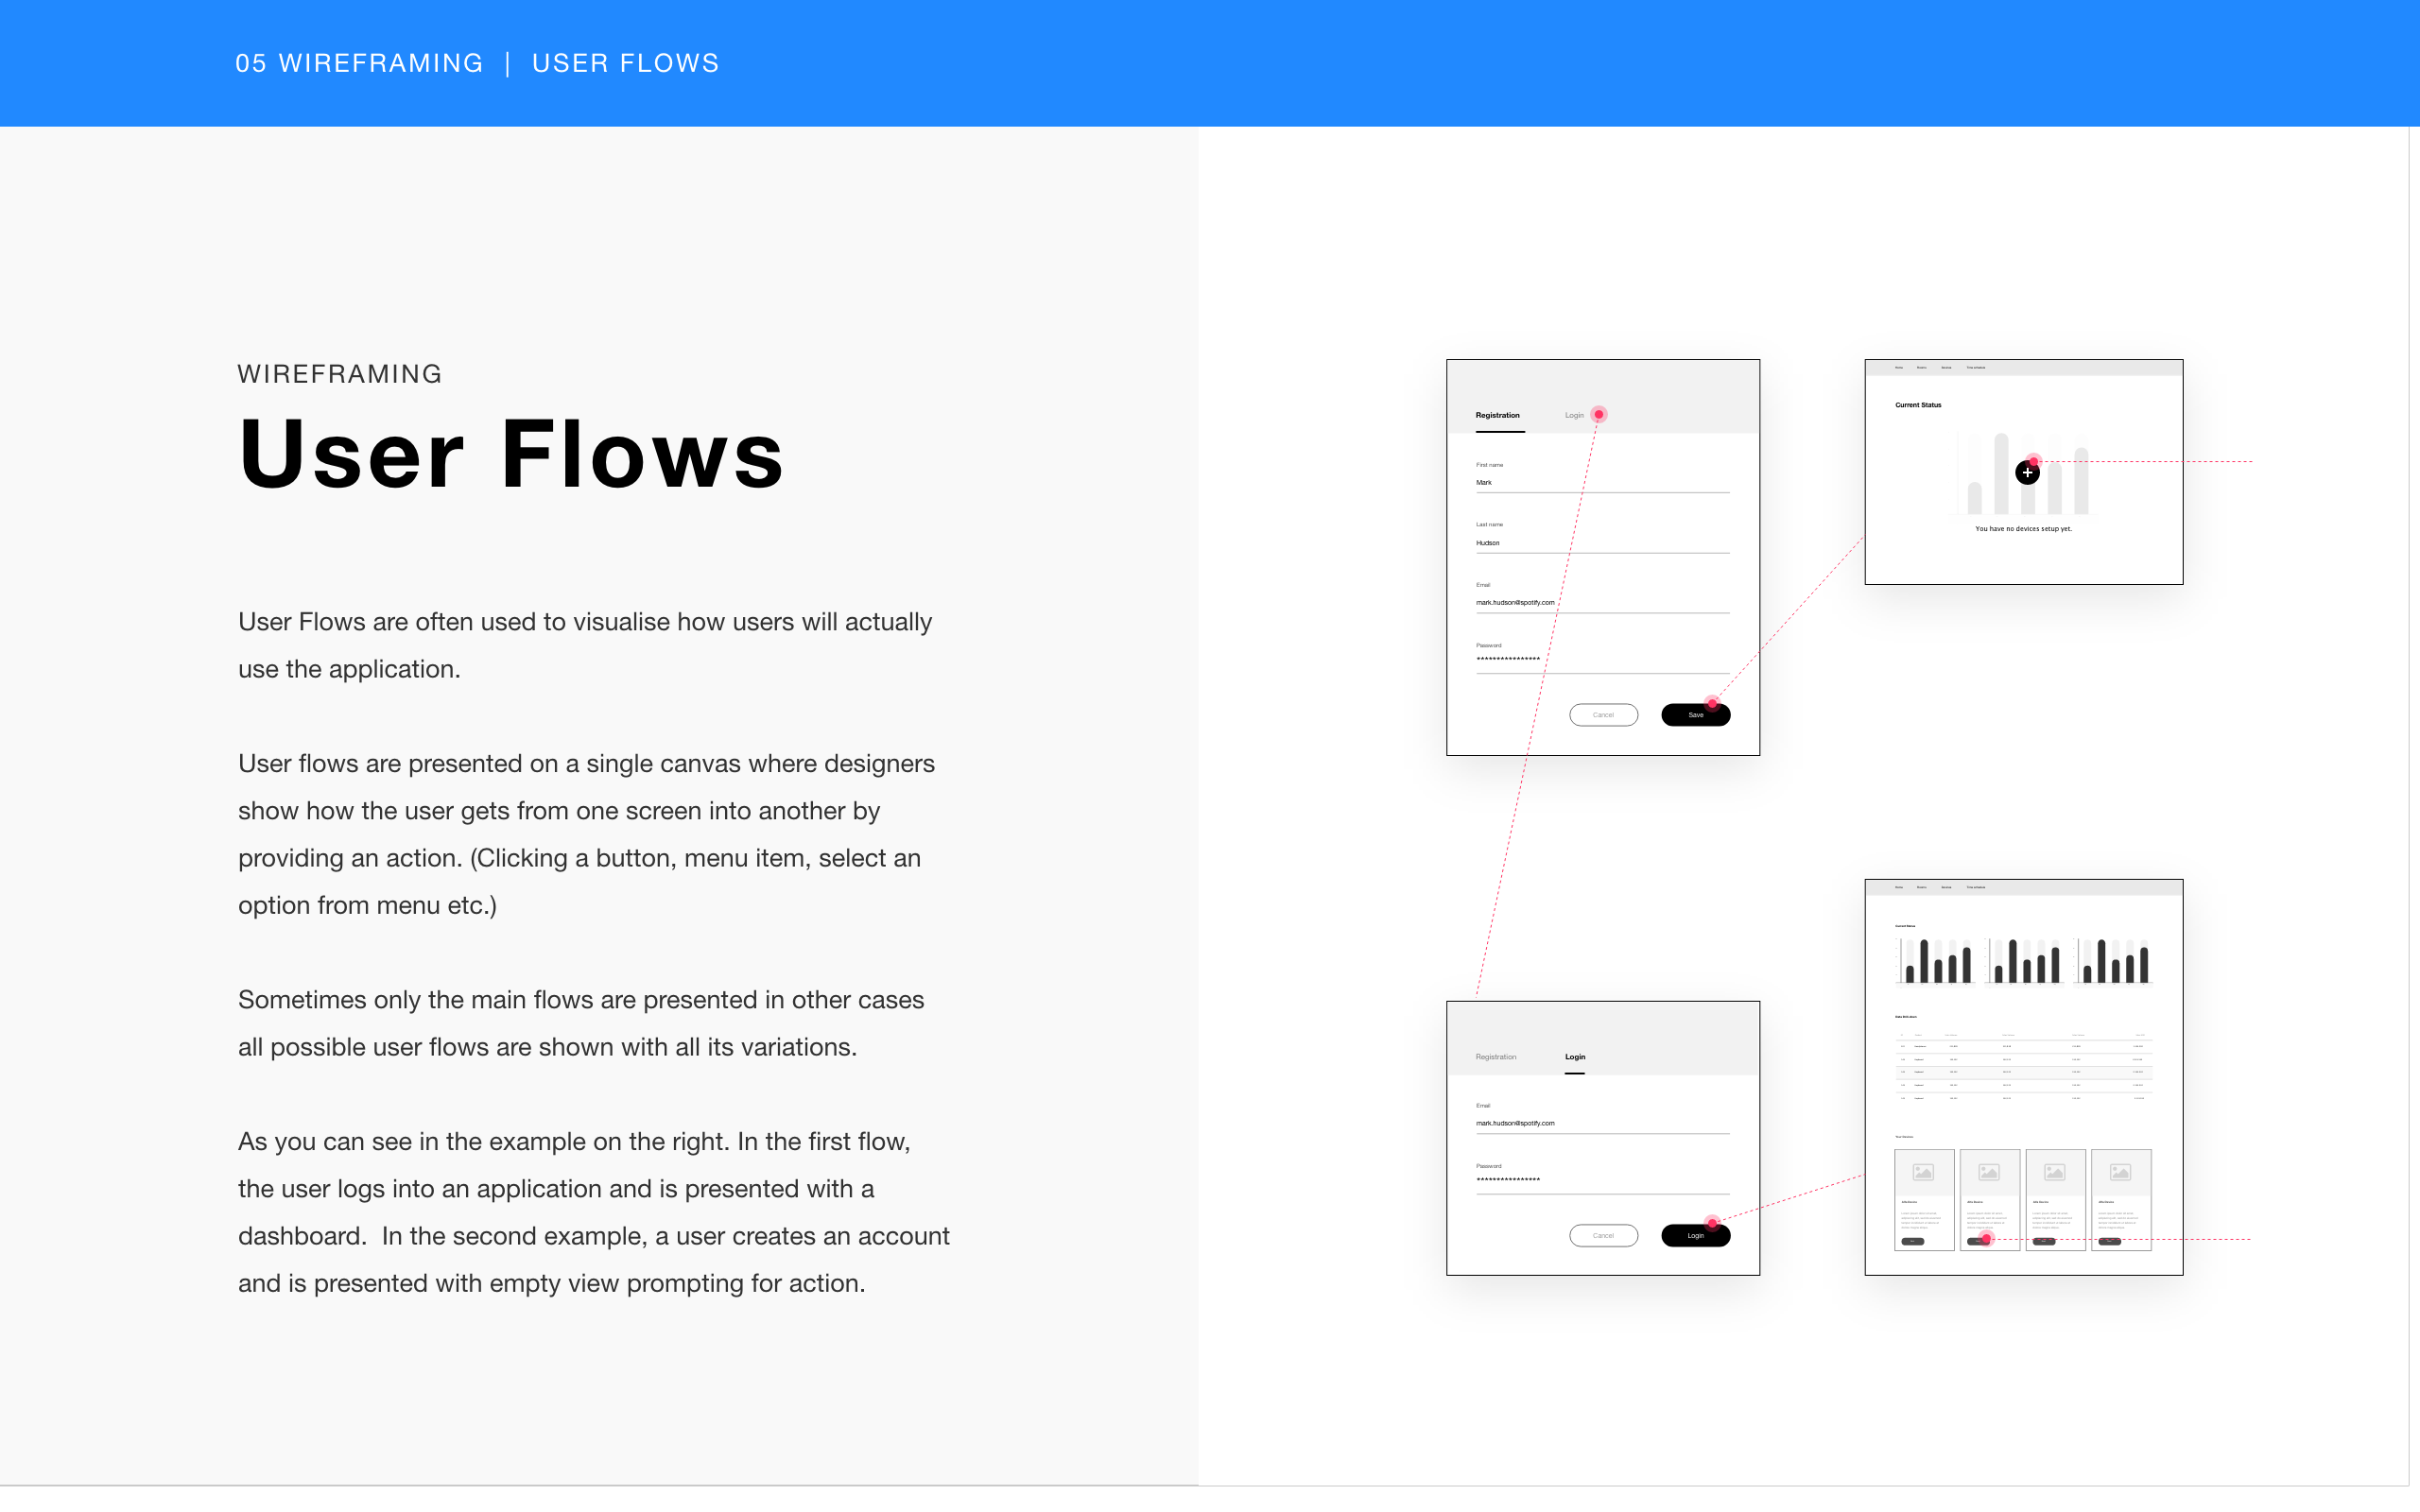 05 WIREFRAMING | USER FLOWS
WIREFRAMING
User Flows
User Flows are often used to visualise how users will actually
use the application.
User flows are presented on a single canvas where designers
show how the user gets from one screen into another by
providing an action. (Clicking a button, menu item, select an
option from menu etc.)
Sometimes only the main flows are presented in other cases
all possible user flows are shown with all its variations.
As you can see in the example on the right. In the first flow,
the user logs into an application and is presented with a
dashboard.  In the second example, a user creates an account
and is presented with empty view prompting for action.
Registration Login
First name
Mark
Last name
Hudson
Email
mark.hudson@spotify.com
Password
****************
Cancel Save
Current Status
+
You have no devices setup yet.
Registration Login
Email
mark.hudson@spotify.com
Password
****************
Cancel Login
Current Status